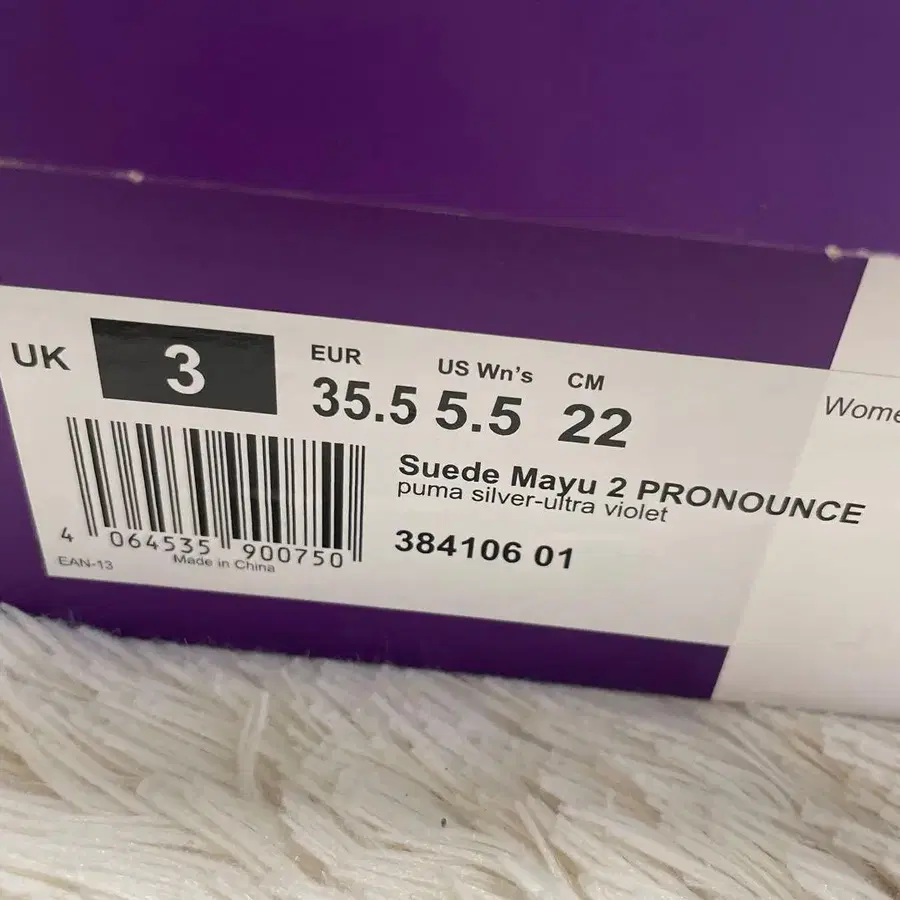 UK 3
EUR 35.5
US Wn's 5.5
CM 22
Wome
Suede Mayu 2 PRONOUNCE
puma silver-ultra violet
384106 01
4 064535 900750
EAN-13
Made in China